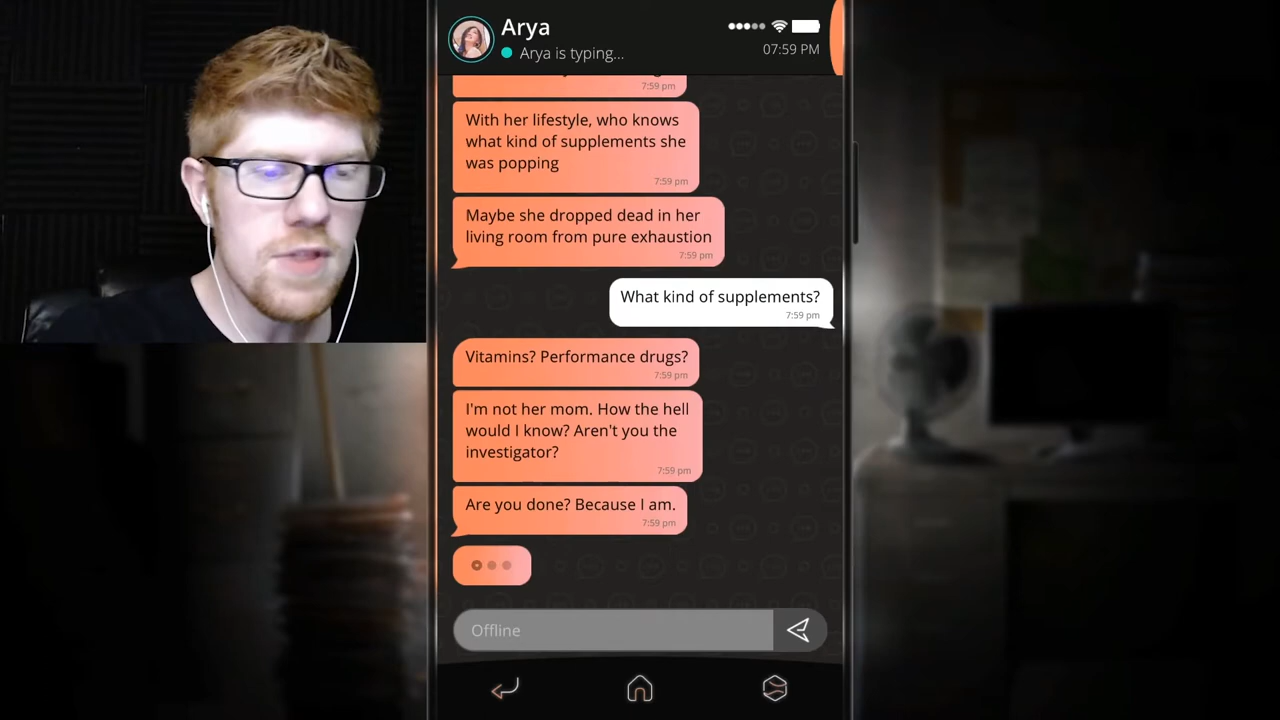 Arya
Arya is typing...
07:59 PM
7:59 pm
With her lifestyle, who knows
what kind of supplements she
was popping
7:59 pm
Maybe she dropped dead in her
living room from pure exhaustion
7:59 pm
What kind of supplements?
7:59 pm
Vitamins? Performance drugs?
7:59 pm
I'm not her mom. How the hell
would I know? Aren't you the
investigator?
7:59 pm
Are you done? Because I am.
7:59 pm
Offline